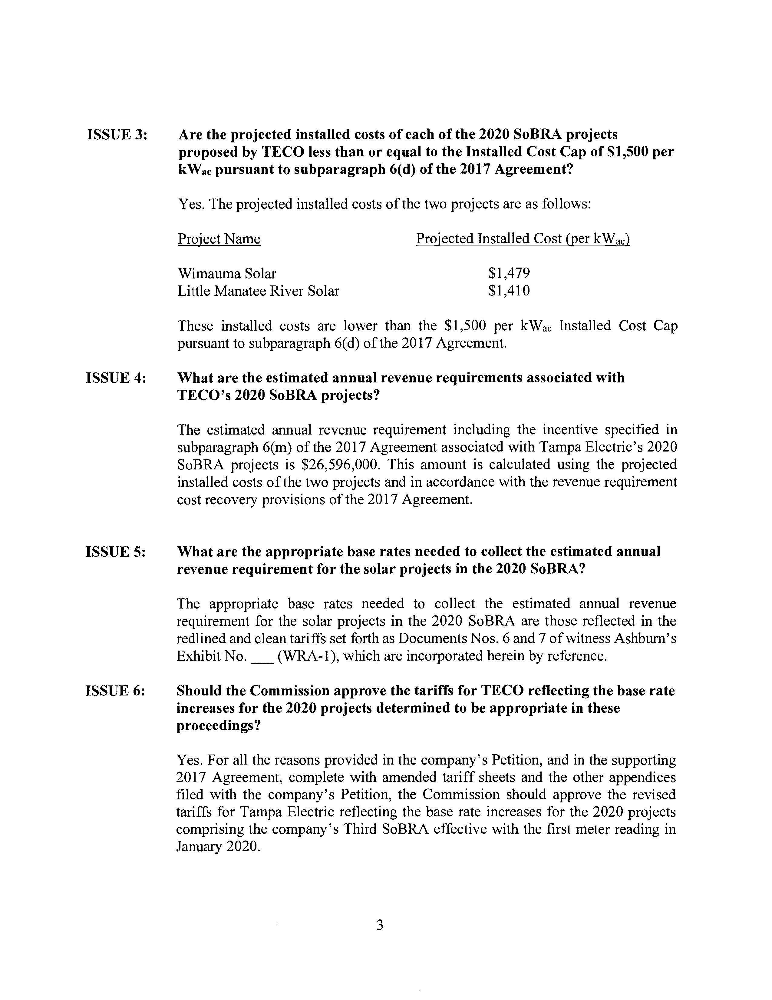 ISSUE 3: Are the projected installed costs of each of the 2020 SoBRA projects
proposed by TECO less than or equal to the Installed Cost Cap of $1,500 per
kWac pursuant to subparagraph 6(d) of the 2017 Agreement?
Yes. The projected installed costs of the two projects are as follows:
Project Name Projected Installed Cost (per kWac)
Wimauma Solar $1,479
Little Manatee River Solar $1,410
These installed costs are lower than the $1,500 per kWac Installed Cost Cap
pursuant to subparagraph 6(d) of the 2017 Agreement.
ISSUE 4: What are the estimated annual revenue requirements associated with
TECO's 2020 SoBRA projects?
The estimated annual revenue requirement including the incentive specified in
subparagraph 6(m) of the 2017 Agreement associated with Tampa Electric's 2020
SoBRA projects is $26,596,000. This amount is calculated using the projected
installed costs of the two projects and in accordance with the revenue requirement
cost recovery provisions of the 2017 Agreement.
ISSUE 5: What are the appropriate base rates needed to collect the estimated annual
revenue requirement for the solar projects in the 2020 SoBRA?
The appropriate base rates needed to collect the estimated annual revenue
requirement for the solar projects in the 2020 SoBRA are those reflected in the
redlined and clean tariffs set forth as Documents Nos. 6 and 7 of witness Ashburn's
Exhibit No. ___ (WRA-1), which are incorporated herein by reference.
ISSUE 6: Should the Commission approve the tariffs for TECO reflecting the base rate
increases for the 2020 projects determined to be appropriate in these
proceedings?
Yes. For all the reasons provided in the company's Petition, and in the supporting
2017 Agreement, complete with amended tariff sheets and the other appendices
filed with the company's Petition, the Commission should approve the revised
tariffs for Tampa Electric reflecting the base rate increases for the 2020 projects
comprising the company's Third SoBRA effective with the first meter reading in
January 2020.
3